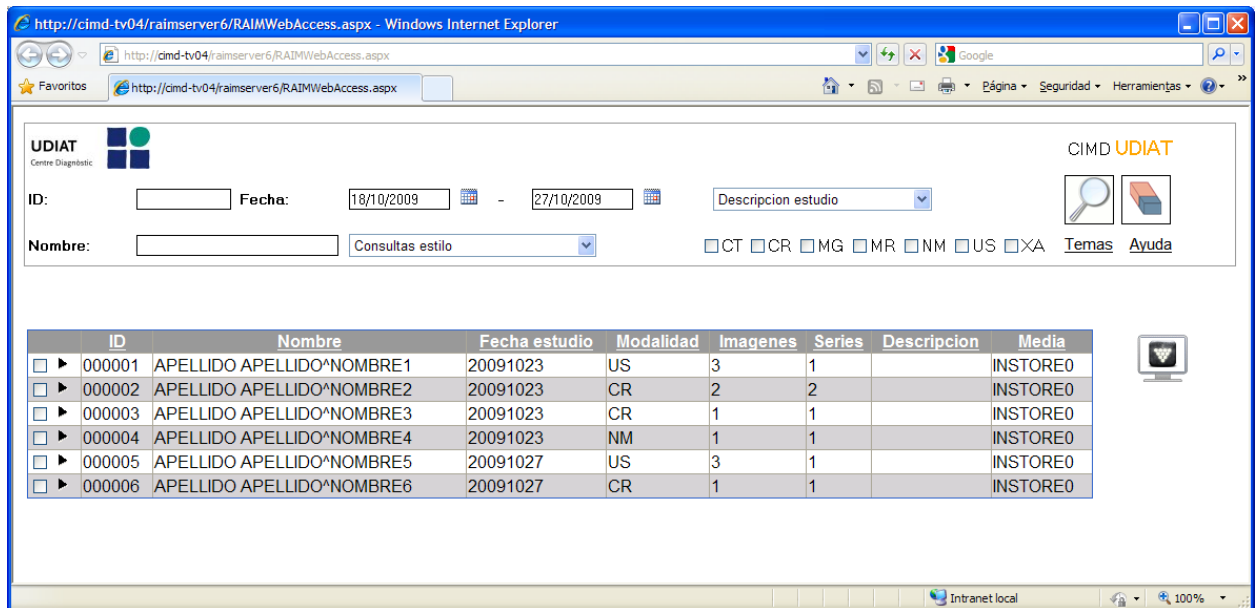 http://cimd-tv04/raimserver6/RAIMWebAccess.aspx - Windows Internet Explorer
http://cimd-tv04/raimserver6/RAIMWebAccess.aspx Google
Favoritos http://cimd-tv04/raimserver6/RAIMWebAccess.aspx Página Seguridad Herramientas »
UDIAT
Centre Diagnòstic
CIMD UDIAT
ID: Fecha: 18/10/2009 - 27/10/2009 Descripcion estudio
Nombre: Consultas estilo CT CR MG MR NM US XA Temas Ayuda
ID Nombre Fecha estudio Modalidad Imagenes Series Descripcion Media
000001 APELLIDO APELLIDO^NOMBRE1 20091023 US 3 1 INSTORE0
000002 APELLIDO APELLIDO^NOMBRE2 20091023 CR 2 2 INSTORE0
000003 APELLIDO APELLIDO^NOMBRE3 20091023 CR 1 1 INSTORE0
000004 APELLIDO APELLIDO^NOMBRE4 20091023 NM 1 1 INSTORE0
000005 APELLIDO APELLIDO^NOMBRE5 20091027 US 3 1 INSTORE0
000006 APELLIDO APELLIDO^NOMBRE6 20091027 CR 1 1 INSTORE0
Intranet local 100%